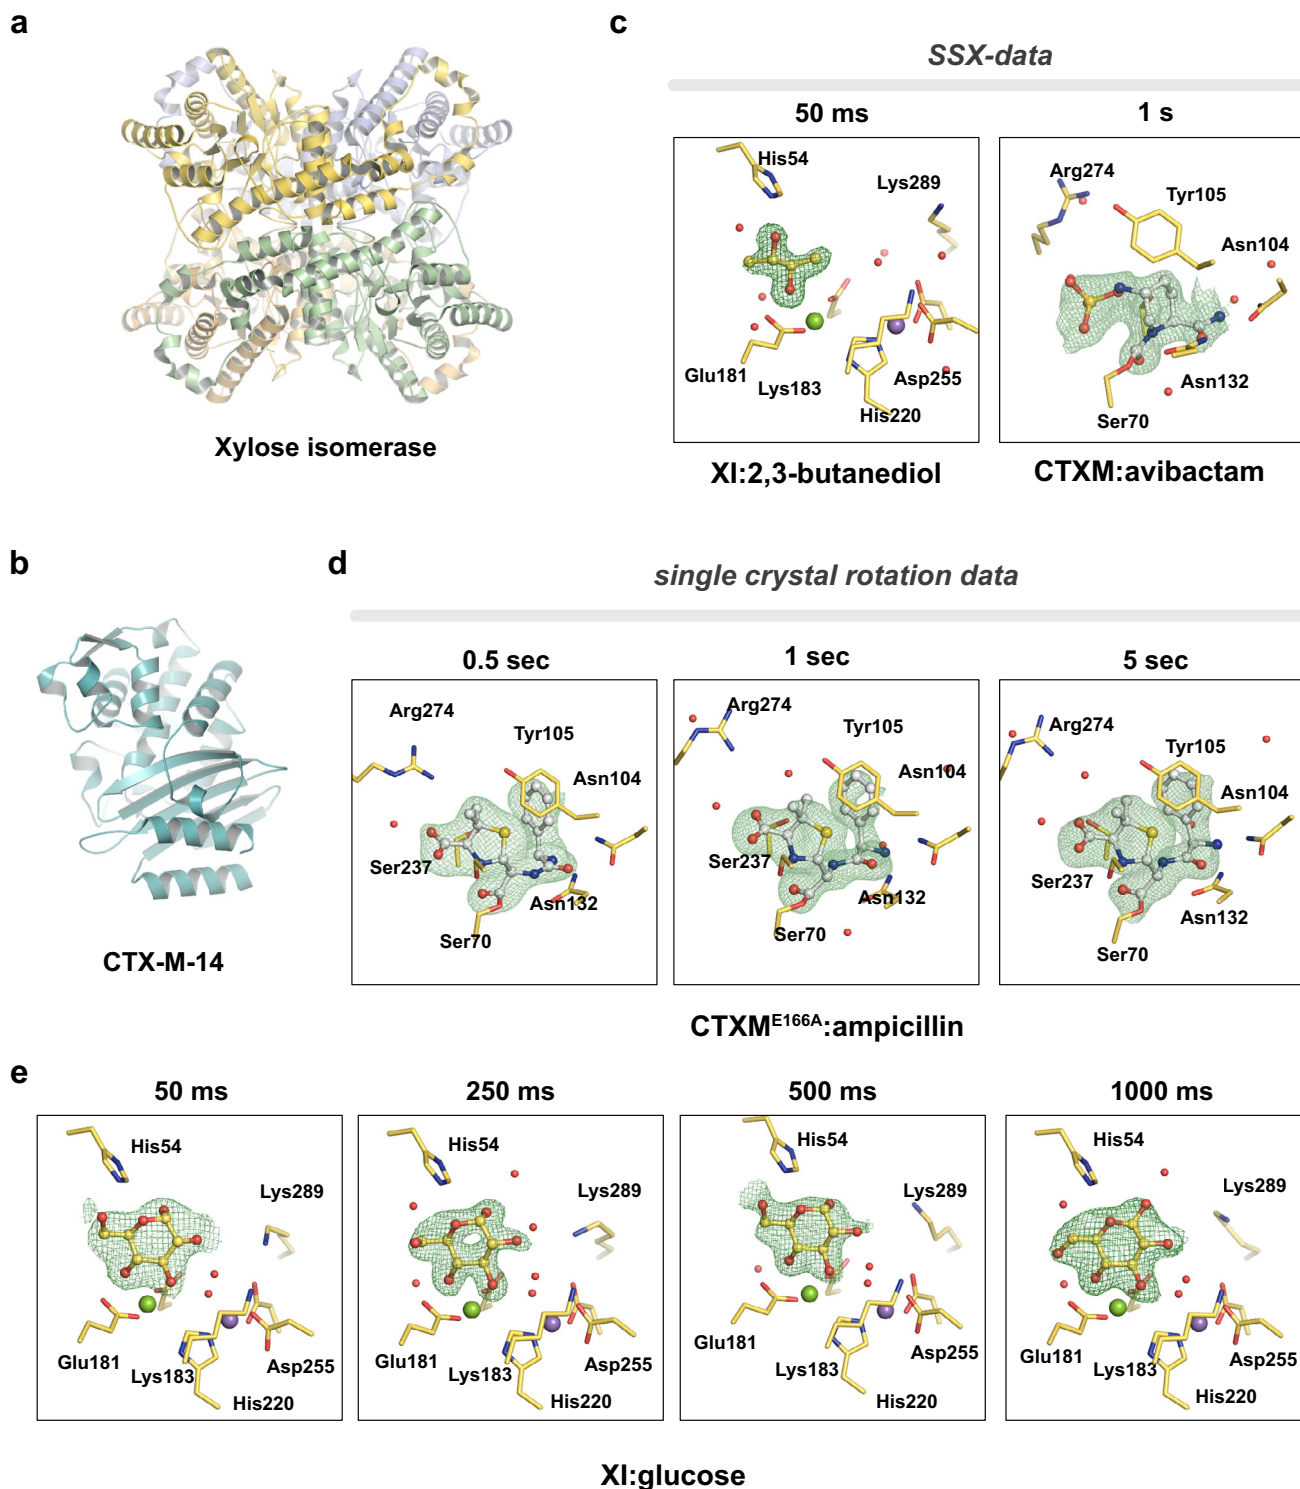 a
Xylose isomerase
b
CTX-M-14
c
SSX-data
50 ms
His54
Lys289
Glu181
Lys183
Asp255
His220
XI:2,3-butanediol
1 s
Arg274
Tyr105
Asn104
Asn132
Ser70
CTXM:avibactam
d
single crystal rotation data
0.5 sec
Arg274
Tyr105
Asn104
Ser237
Asn132
Ser70
1 sec
Arg274
Tyr105
Asn104
Ser237
Asn132
Ser70
5 sec
Arg274
Tyr105
Asn104
Ser237
Asn132
Ser70
CTXM^E166A:ampicillin
e
50 ms
His54
Lys289
Glu181
Lys183
Asp255
His220
250 ms
His54
Lys289
Glu181
Lys183
Asp255
His220
500 ms
His54
Lys289
Glu181
Lys183
Asp255
His220
1000 ms
His54
Lys289
Glu181
Lys183
Asp255
His220
XI:glucose